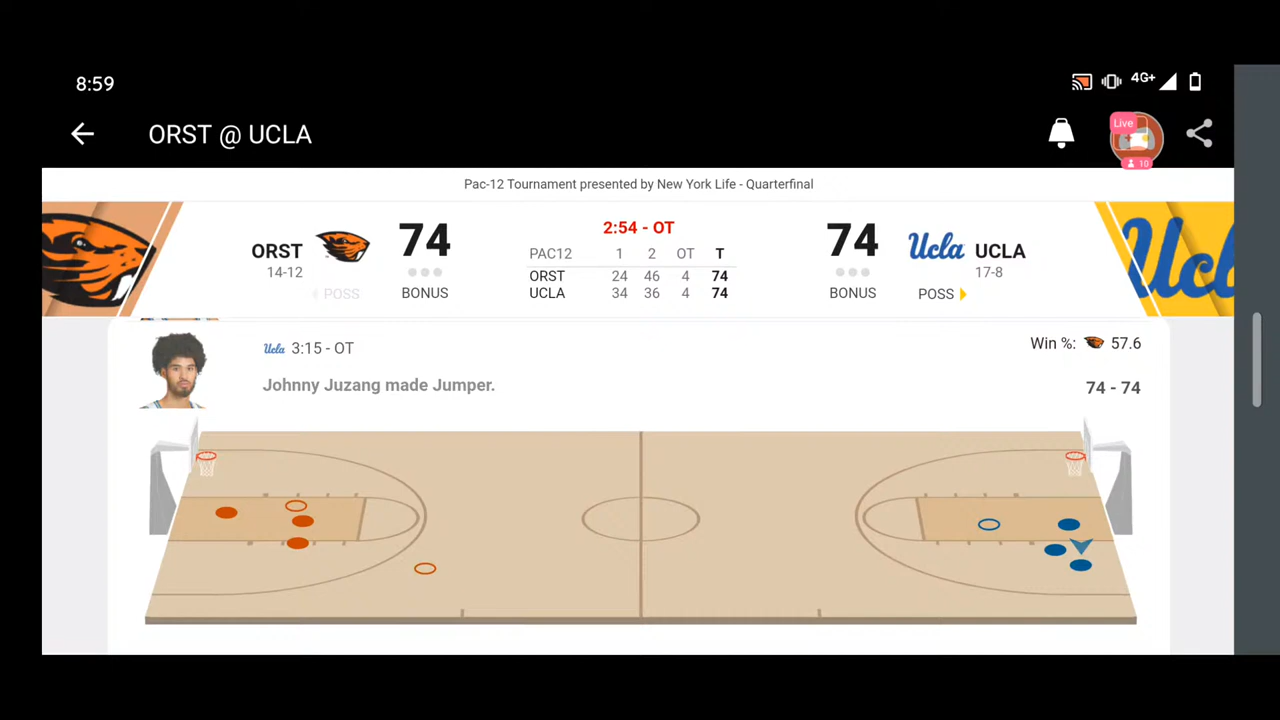 8:59
4G+
ORST @ UCLA
Live
10
Pac-12 Tournament presented by New York Life - Quarterfinal
ORST
14-12
POSS
74
BONUS
2:54 - OT
PAC12 1 2 OT T
ORST 24 46 4 74
UCLA 34 36 4 74
74
BONUS
Ucla
UCLA
17-8
POSS
Ucl
Ucla 3:15 - OT
Win %: 57.6
Johnny Juzang made Jumper.
74 - 74